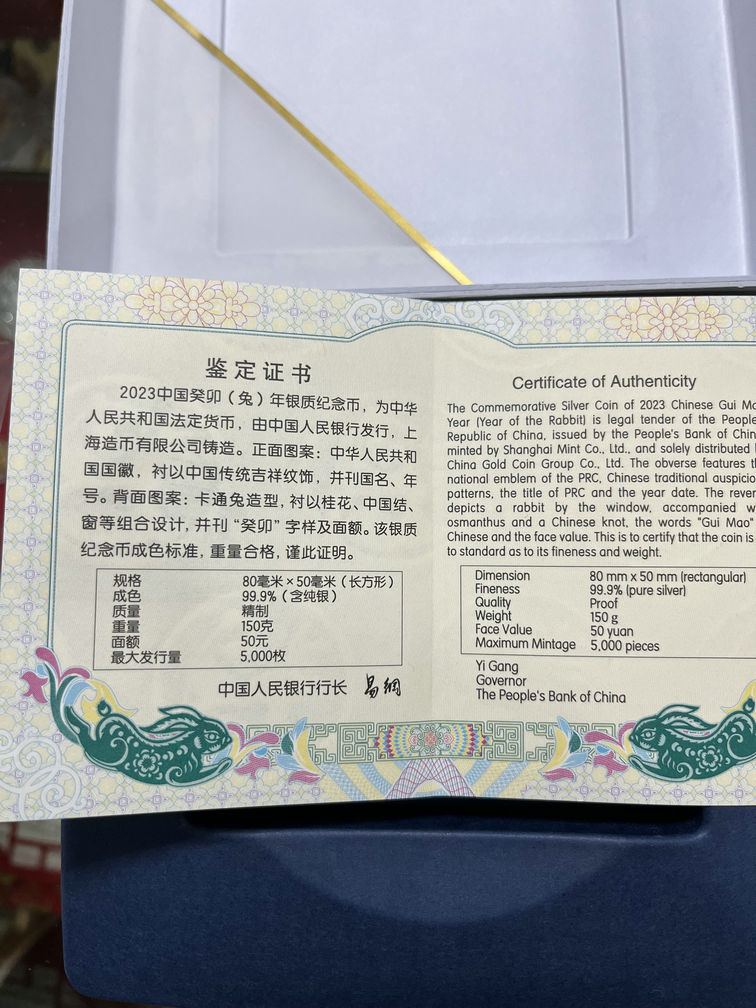 鉴定证书
2023中国癸卯（兔）年银质纪念币，为中华
人民共和国法定货币，由中国人民银行发行，上
海造币有限公司铸造。正面图案：中华人民共和
国国徽，衬以中国传统吉祥纹饰，并刊国名、年
号。背面图案：卡通兔造型，衬以桂花、中国结、
窗等组合设计，并刊“癸卯”字样及面额。该银质
纪念币成色标准，重量合格，谨此证明。
规格 80毫米×50毫米（长方形）
成色 99.9%（含纯银）
质量 精制
重量 150克
面额 50元
最大发行量 5,000枚
中国人民银行行长 易纲
Certificate of Authenticity
The Commemorative Silver Coin of 2023 Chinese Gui
Year (Year of the Rabbit) is legal tender of the
Republic of China, issued by the People's Bank of
minted by Shanghai Mint Co., Ltd., and solely distributed
China Gold Coin Group Co., Ltd. The obverse features
national emblem of the PRC, Chinese traditional
patterns, the title of PRC and the year date. The
depicts a rabbit by the window, accompanied
osmanthus and a Chinese knot, the words "Gui Mao"
Chinese and the face value. This is to certify that the coin is
to standard as to its fineness and weight.
Dimension 80 mm x 50 mm (rectangular)
Fineness 99.9% (pure silver)
Quality Proof
Weight 150 g
Face Value 50 yuan
Maximum Mintage 5,000 pieces
Yi Gang
Governor
The People's Bank of China